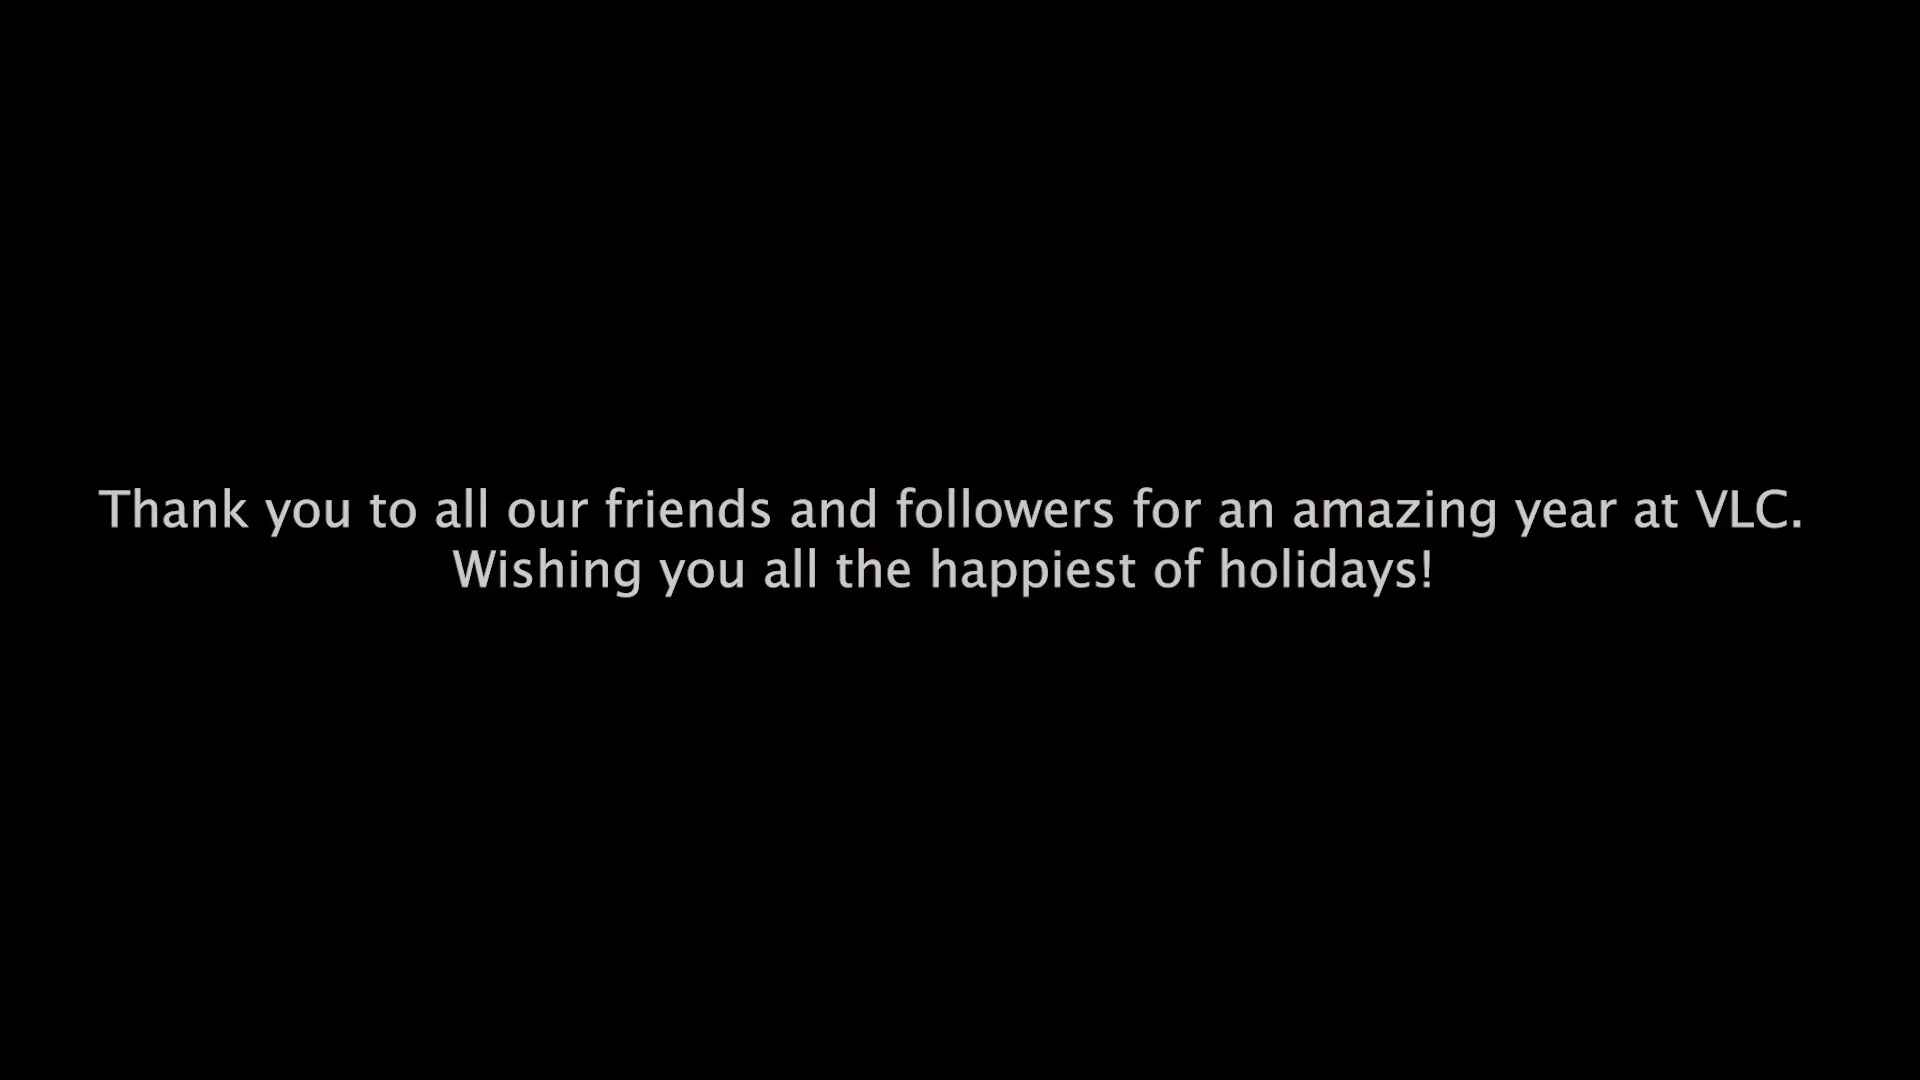 Thank you to all our friends and followers for an amazing year at VLC.
Wishing you all the happiest of holidays!